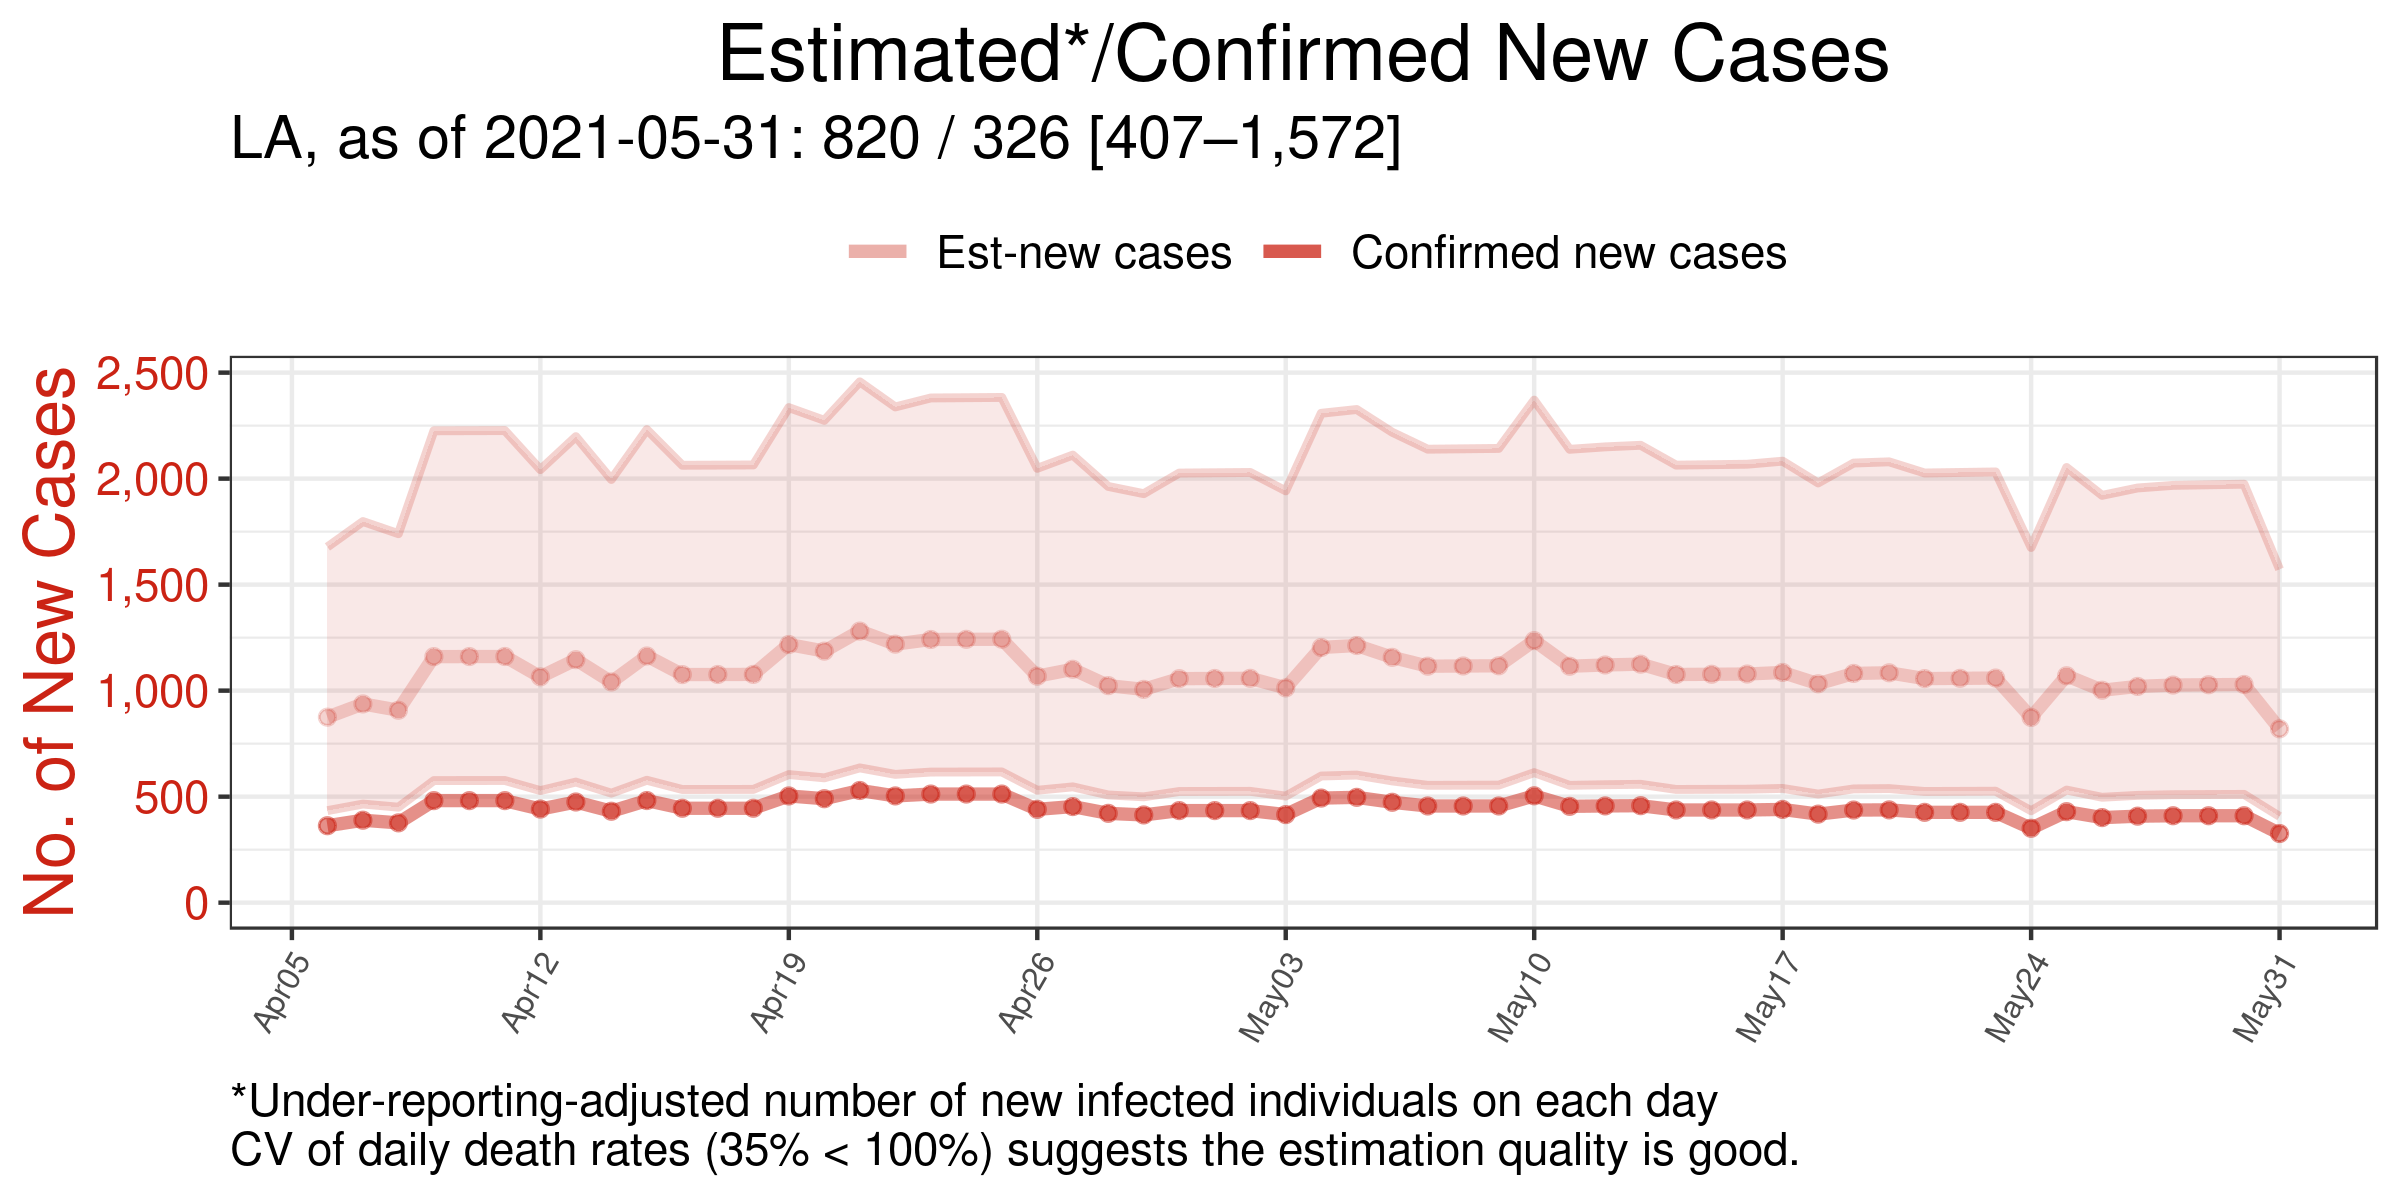 Estimated*/Confirmed New Cases
LA, as of 2021-05-31: 820 / 326 [407–1,572]
Est-new cases Confirmed new cases
No. of New Cases
2,500
2,000
1,500
1,000
500
0
Apr05 Apr12 Apr19 Apr26 May03 May10 May17 May24 May31
*Under-reporting-adjusted number of new infected individuals on each day
CV of daily death rates (35% < 100%) suggests the estimation quality is good.